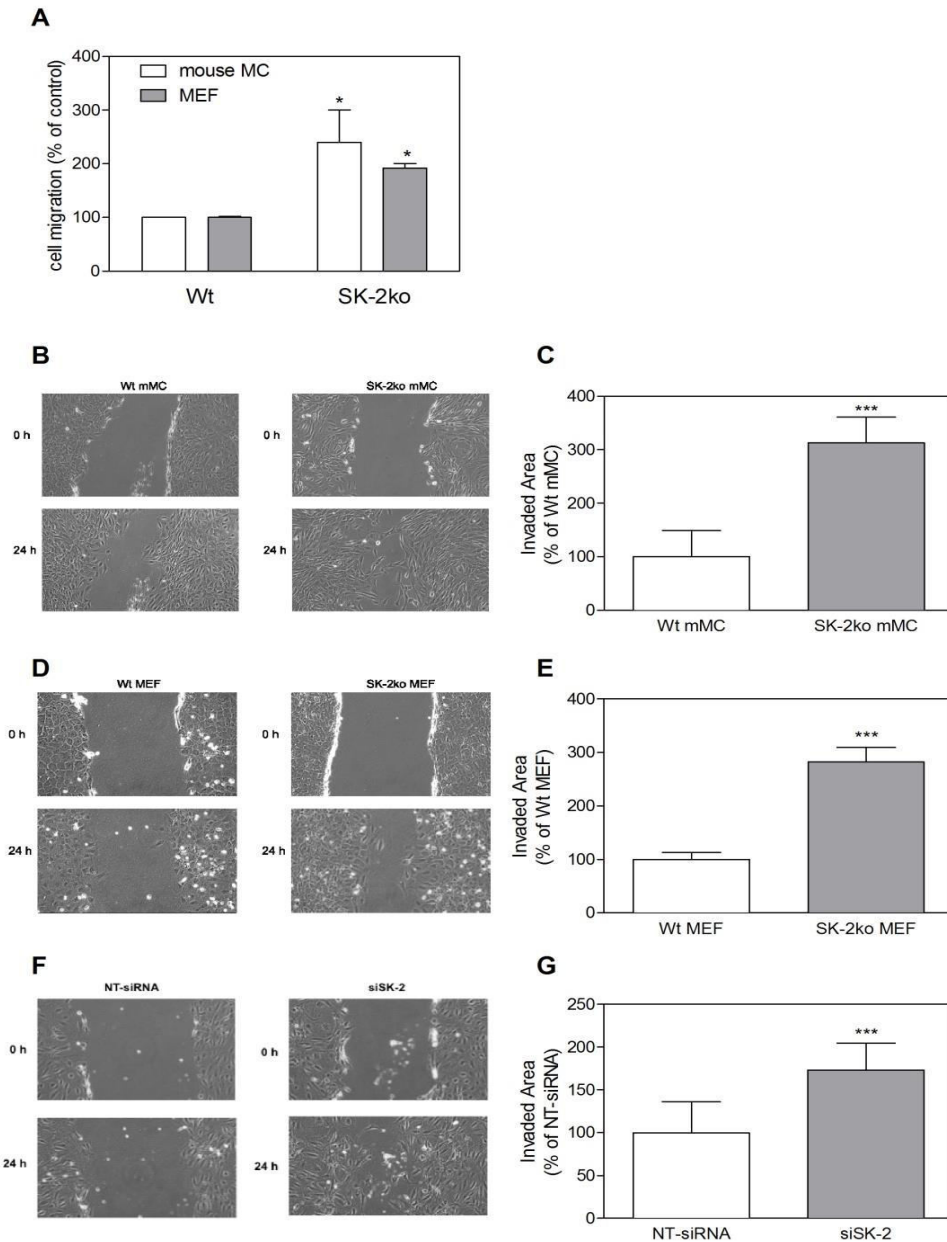 A
cell migration (% of control)
400
300
200
100
0
mouse MC
MEF
*
*
Wt
SK-2ko
B
Wt mMC
SK-2ko mMC
0 h
0 h
24 h
24 h
C
Invaded Area
(% of Wt mMC)
400
300
200
100
0
***
Wt mMC
SK-2ko mMC
D
Wt MEF
SK-2ko MEF
0 h
0 h
24 h
24 h
E
Invaded Area
(% of Wt MEF)
400
300
200
100
0
***
Wt MEF
SK-2ko MEF
F
NT-siRNA
siSK-2
0 h
0 h
24 h
24 h
G
Invaded Area
(% of NT-siRNA)
250
200
150
100
50
0
***
NT-siRNA
siSK-2